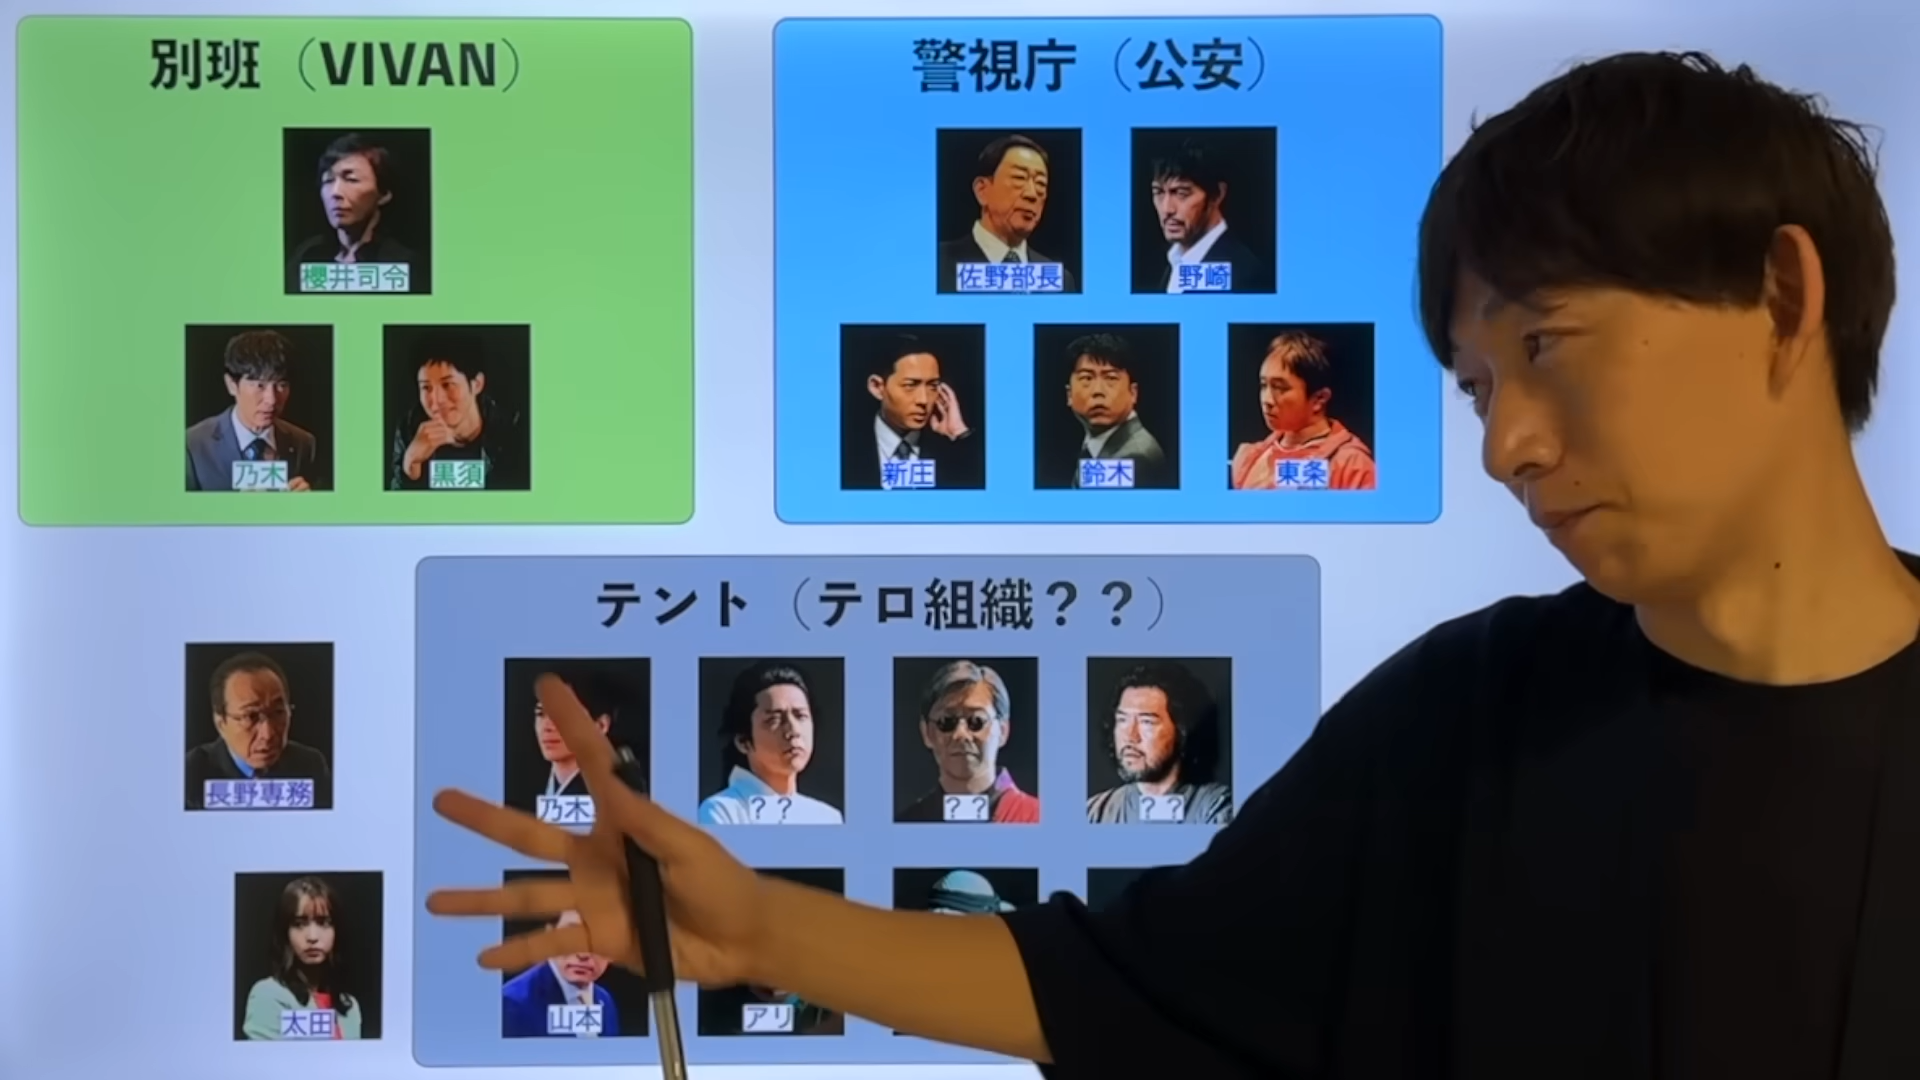 別班（VIVAN）
櫻井司令
乃木
黒須
警視庁（公安）
佐野部長
野崎
新庄
鈴木
東条
テント（テロ組織？？）
長野専務
乃木
？？
？？
？？
太田
山本
アリ